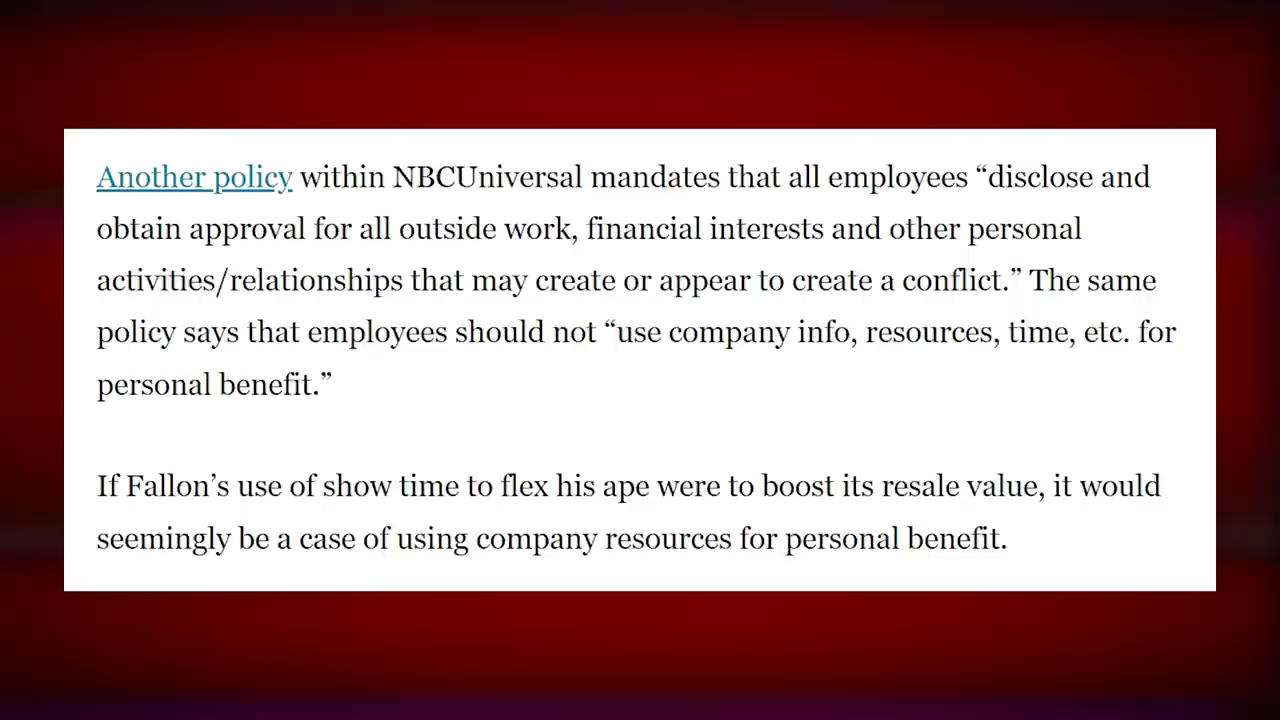 Another policy within NBCUniversal mandates that all employees “disclose and
obtain approval for all outside work, financial interests and other personal
activities/relationships that may create or appear to create a conflict.” The same
policy says that employees should not “use company info, resources, time, etc. for
personal benefit.”
If Fallon’s use of show time to flex his ape were to boost its resale value, it would
seemingly be a case of using company resources for personal benefit.